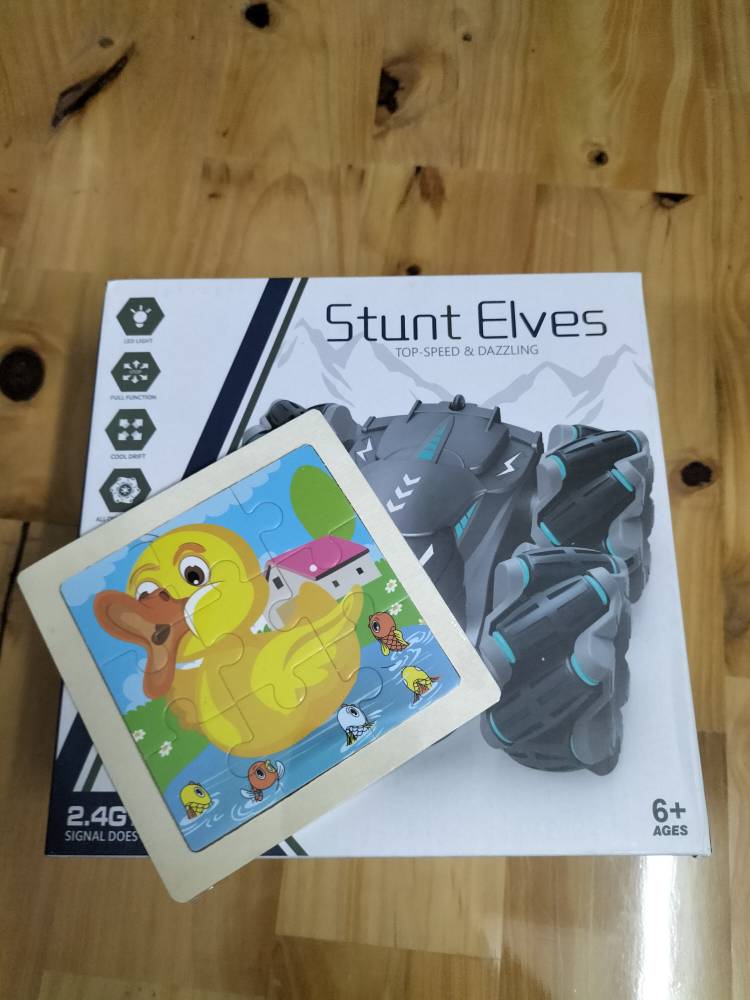 Stunt Elves
TOP-SPEED & DAZZLING
LED LIGHT
FULL FUNCTION
COOL DRIFT
2.4G
SIGNAL DOES
6+
AGES